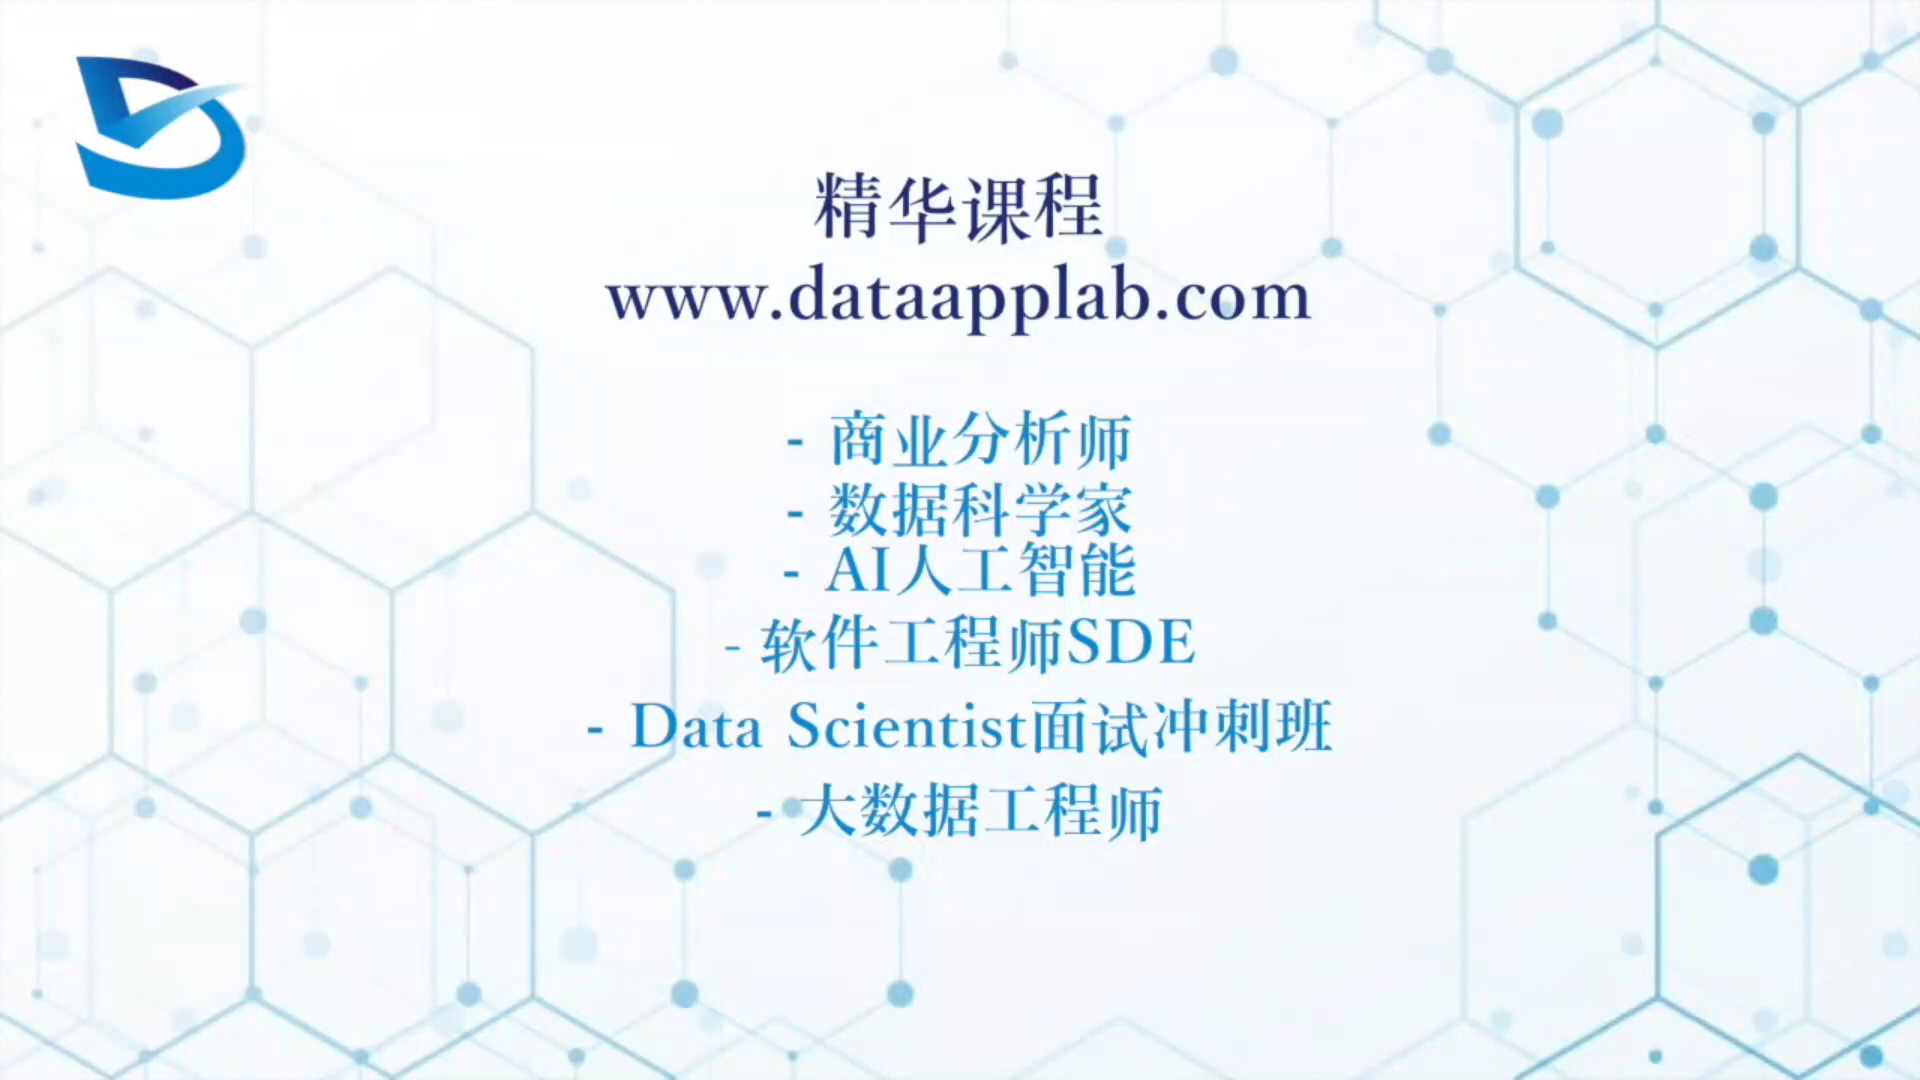 精华课程
www.dataapplab.com
- 商业分析师
- 数据科学家
- AI人工智能
- 软件工程师SDE
- Data Scientist面试冲刺班
- 大数据工程师